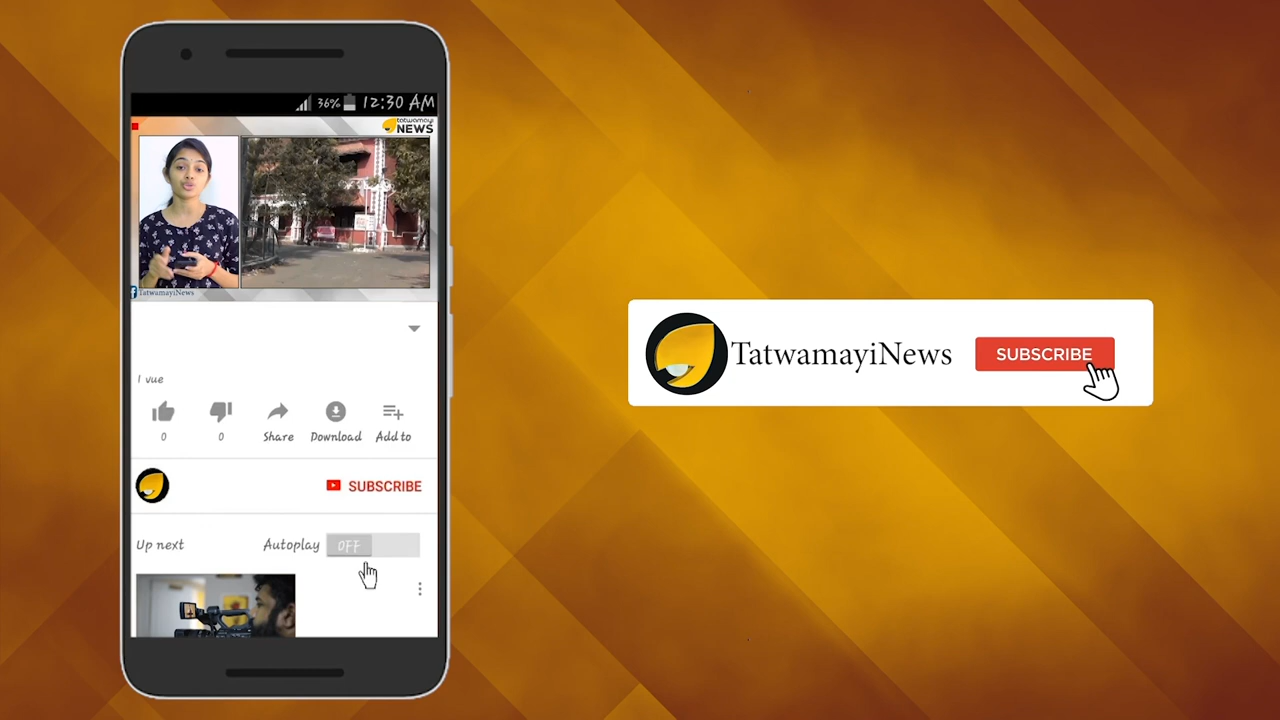 36% 12:30 AM
tatwamayi
NEWS
TatwamayiNews
1 vue
0 0 Share Download Add to
SUBSCRIBE
Up next Autoplay OFF
TatwamayiNews SUBSCRIBE